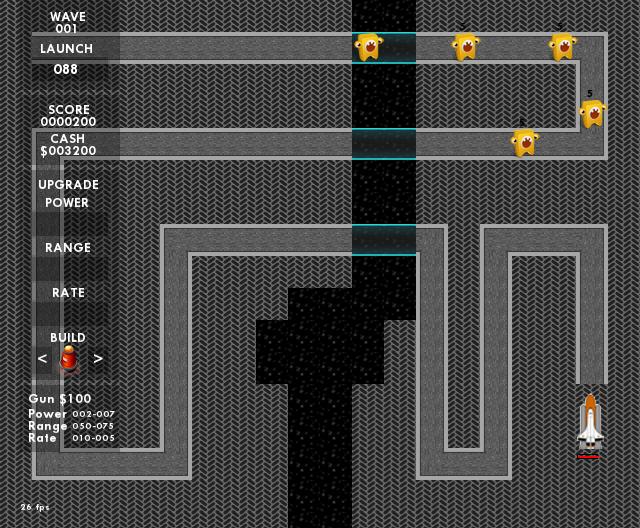 WAVE
001
LAUNCH
088
SCORE
0000200
CASH
$003200
UPGRADE
POWER
RANGE
RATE
BUILD
< >
Gun $100
Power 002-007
Range 050-075
Rate 010-005
26 fps
5